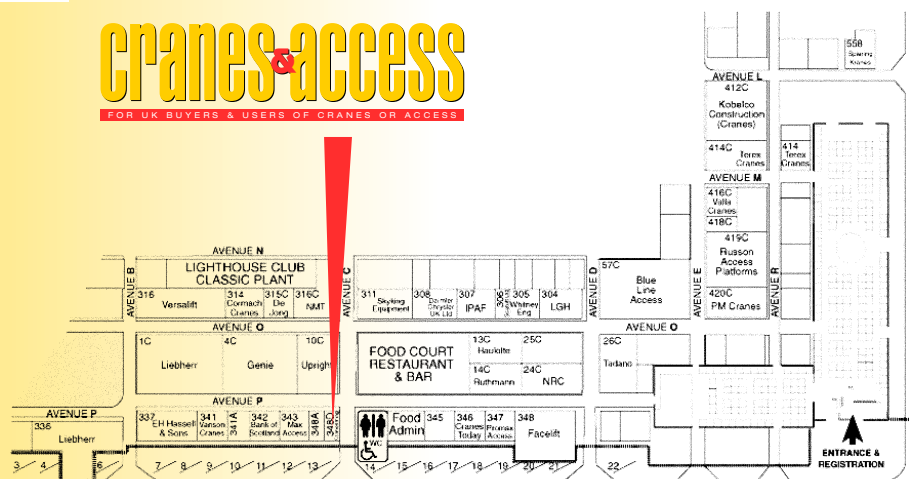 cranes&access
FOR UK BUYERS & USERS OF CRANES OR ACCESS
558
Spierings
Kranes
AVENUE L
412C
Kobelco
Construction
(Cranes)
414C
Terex
Cranes
414
Terex
Cranes
AVENUE M
416C
Valla
Cranes
418C
419C
Russon
Access
Platforms
420C
PM Cranes
AVENUE E
AVENUE R
AVENUE N
AVENUE B
LIGHTHOUSE CLUB
CLASSIC PLANT
316
Versalift
314
Cormach
Cranes
315C
De
Jong
316C
NMT
AVENUE C
311
Skyking
Equipment
308
Daimler
Chrysler
UK Ltd
307
IPAF
306
305
Whitney
Eng
304
LGH
AVENUE D
57C
Blue
Line
Access
AVENUE O
AVENUE O
1C
Liebherr
4C
Genie
10C
Upright
FOOD COURT
RESTAURANT
& BAR
13C
Haulotte
25C
14C
Ruthmann
24C
NRC
26C
Tadano
AVENUE P
AVENUE P
336
Liebherr
337
EH Hassell
& Sons
341
Vanson
Cranes
341A
342
Bank of
Scotland
343
Max
Access
348A
348D
WC
Food
Admin
345
346
Cranes
Today
347
Promax
Access
348
Facelift
3 4 6 7 8 9 10 11 12 13 14 15 16 17 18 19 20 21 22
ENTRANCE &
REGISTRATION